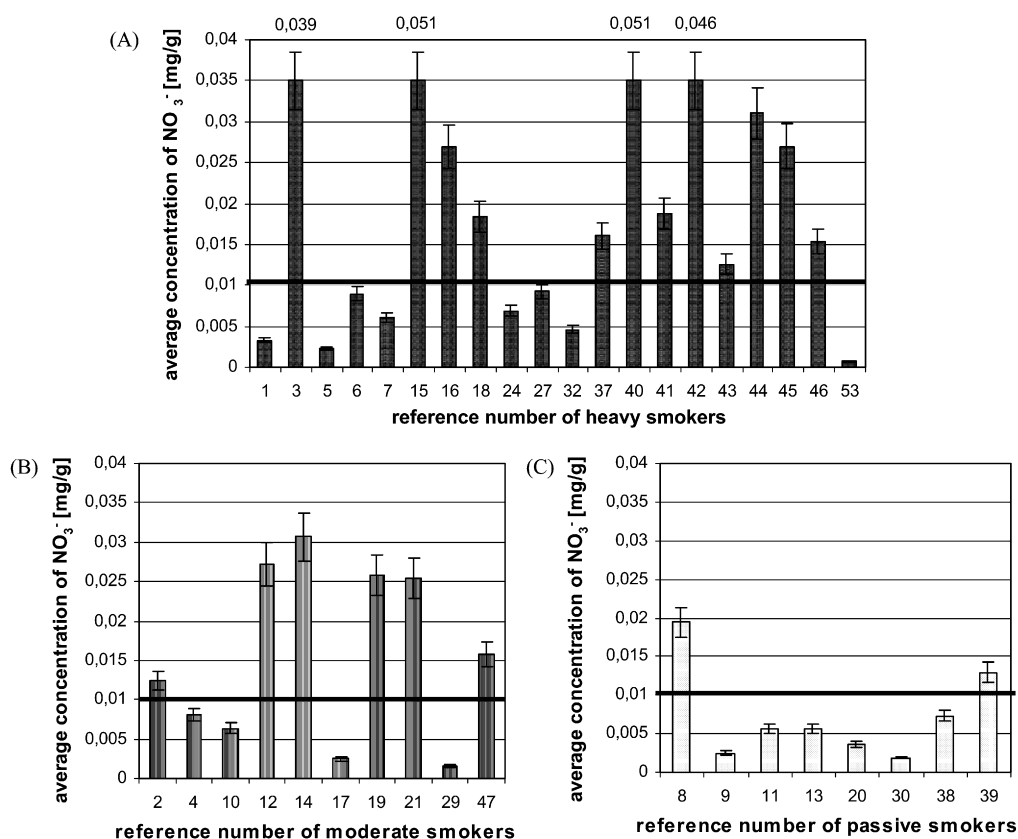 0,039 0,051 0,051 0,046
(A)
average concentration of NO3- [mg/g]
0,04
0,035
0,03
0,025
0,02
0,015
0,01
0,005
0
1 3 5 6 7 15 16 18 24 27 32 37 40 41 42 43 44 45 46 53
reference number of heavy smokers
(B)
average concentration of NO3- [mg/g]
0,04
0,035
0,03
0,025
0,02
0,015
0,01
0,005
0
2 4 10 12 14 17 19 21 29 47
reference number of moderate smokers
(C)
average concentration of NO3- [mg/g]
0,04
0,035
0,03
0,025
0,02
0,015
0,01
0,005
0
8 9 11 13 20 30 38 39
reference number of passive smokers